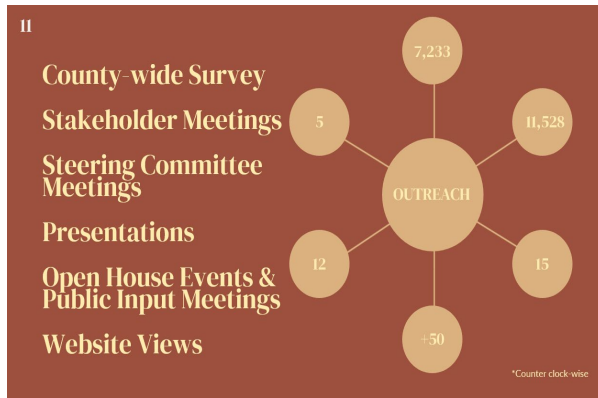 11
County-wide Survey
Stakeholder Meetings
Steering Committee
Meetings
Presentations
Open House Events &
Public Input Meetings
Website Views
7,233
5
11,528
OUTREACH
12
15
+50
*Counter clock-wise